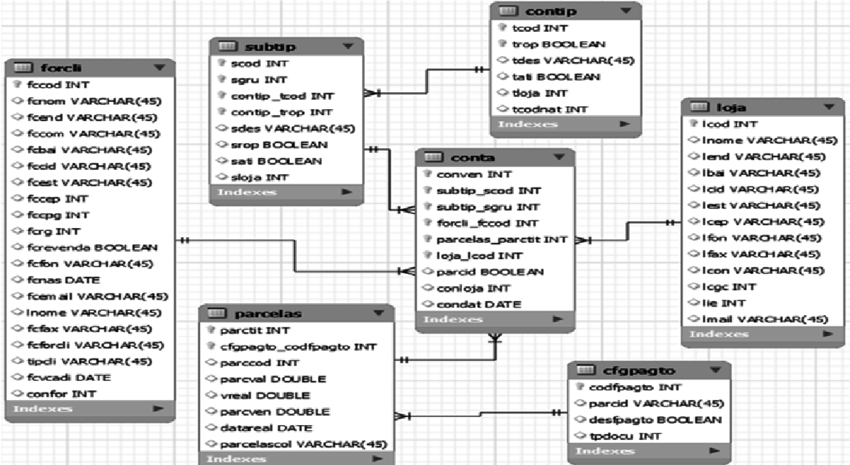 forcli
fccod INT
fcnom VARCHAR(45)
fcend VARCHAR(45)
fccom VARCHAR(45)
fcbai VARCHAR(45)
fccid VARCHAR(45)
fcest VARCHAR(45)
fccep INT
fccpg INT
fcrg INT
fcrevenda BOOLEAN
fcfon VARCHAR(45)
fcnas DATE
fcemail VARCHAR(45)
lnome VARCHAR(45)
fcfax VARCHAR(45)
fcforcli VARCHAR(45)
tipcli VARCHAR(45)
fcvcadi DATE
confor INT
Indexes
subtip
scod INT
sgru INT
contip_tcod INT
contip_trop INT
sdes VARCHAR(45)
srop BOOLEAN
sati BOOLEAN
sloja INT
Indexes
contip
tcod INT
trop BOOLEAN
tdes VARCHAR(45)
tati BOOLEAN
tloja INT
tcodnat INT
Indexes
conta
conven INT
subtip_scod INT
subtip_sgru INT
forcli_fccod INT
parcelas_parctit INT
loja_lcod INT
parcid BOOLEAN
conloja INT
condat DATE
Indexes
loja
lcod INT
lnome VARCHAR(45)
lend VARCHAR(45)
lbai VARCHAR(45)
lcid VARCHAR(45)
lest VARCHAR(45)
lcep VARCHAR(45)
lfon VARCHAR(45)
lfax VARCHAR(45)
lcon VARCHAR(45)
lcgc INT
lie INT
lmail VARCHAR(45)
Indexes
parcelas
parctit INT
cfgpagto_codfpagto INT
parccod INT
parcval DOUBLE
vreal DOUBLE
parcven DOUBLE
datareal DATE
parcelascol VARCHAR(45)
Indexes
cfgpagto
codfpagto INT
parcid VARCHAR(45)
desfpagto BOOLEAN
tpdocu INT
Indexes